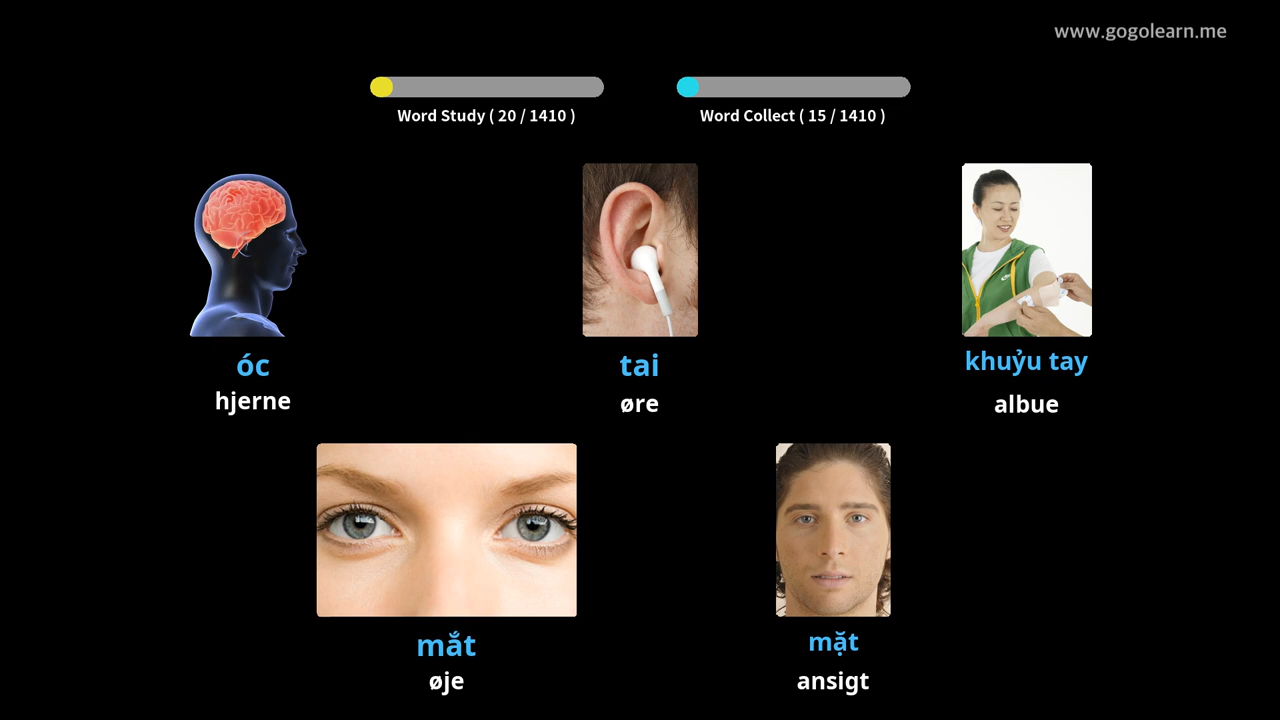 www.gogolearn.me
Word Study ( 20 / 1410 )
Word Collect ( 15 / 1410 )
óc
hjerne
tai
øre
khuỷu tay
albue
mắt
øje
mặt
ansigt